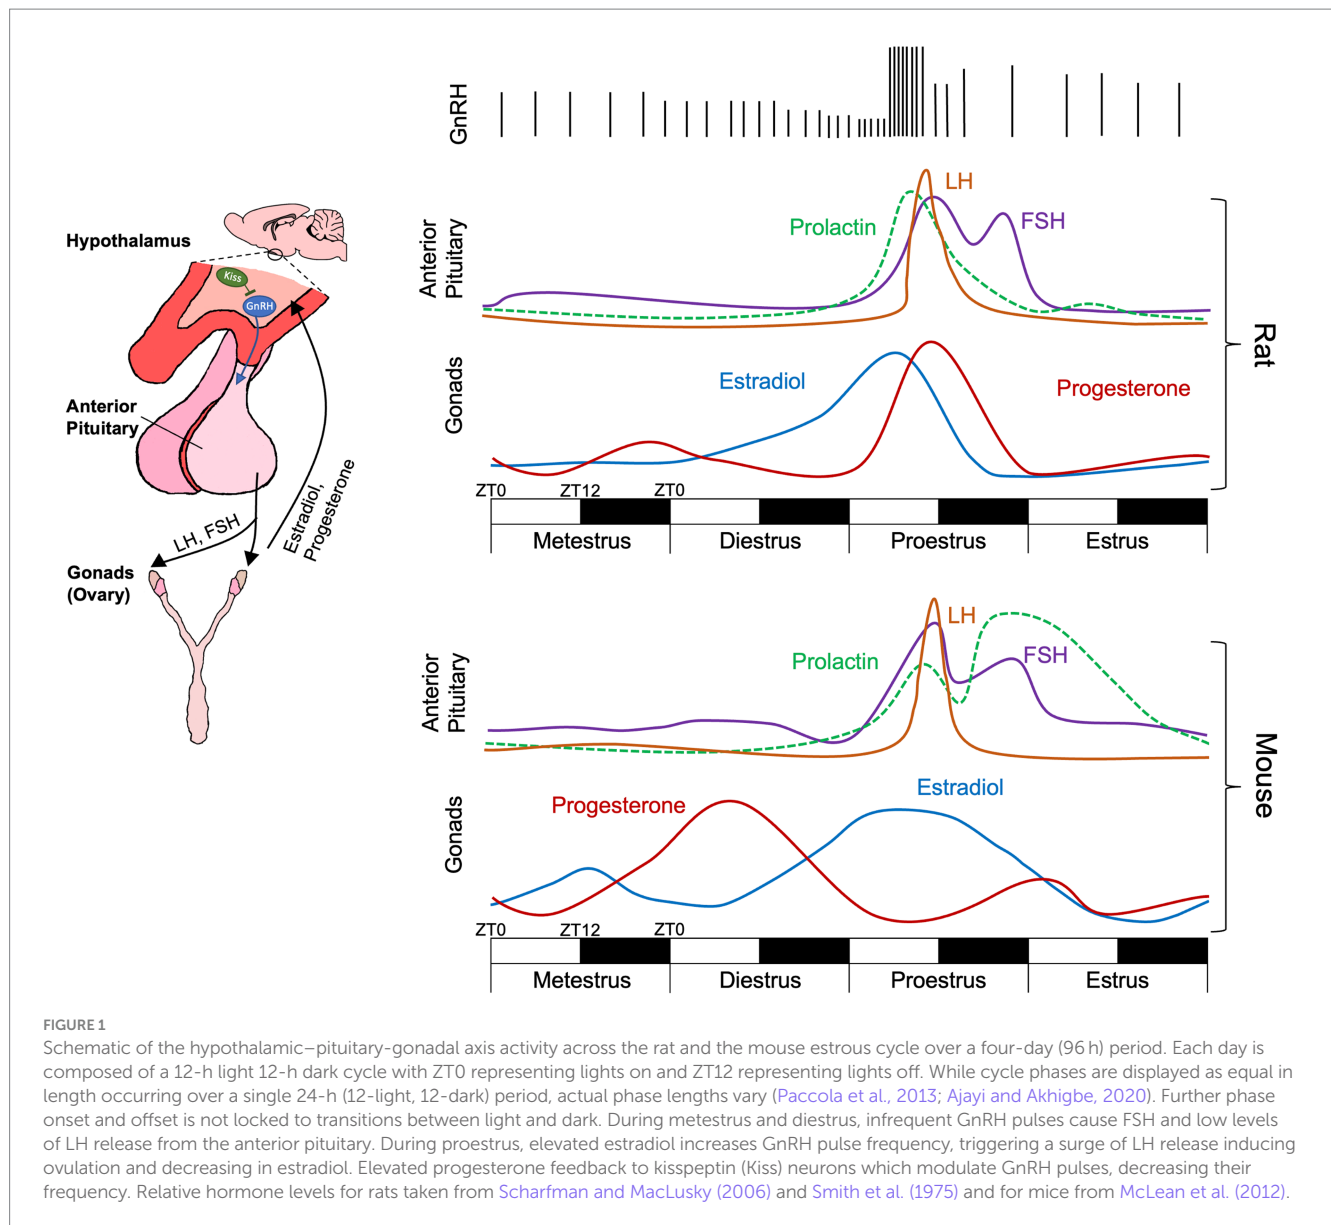 Hypothalamus
Kiss
GnRH
Anterior
Pituitary
LH, FSH
Estradiol,
Progesterone
Gonads
(Ovary)
GnRH
Anterior
Pituitary
LH
Prolactin
FSH
Gonads
Estradiol
Progesterone
Rat
ZT0 ZT12 ZT0
Metestrus Diestrus Proestrus Estrus
Anterior
Pituitary
LH
Prolactin
FSH
Gonads
Progesterone
Estradiol
Mouse
ZT0 ZT12 ZT0
Metestrus Diestrus Proestrus Estrus
FIGURE 1
Schematic of the hypothalamic–pituitary-gonadal axis activity across the rat and the mouse estrous cycle over a four-day (96 h) period. Each day is
composed of a 12-h light 12-h dark cycle with ZT0 representing lights on and ZT12 representing lights off. While cycle phases are displayed as equal in
length occurring over a single 24-h (12-light, 12-dark) period, actual phase lengths vary (Paccola et al., 2013; Ajayi and Akhigbe, 2020). Further phase
onset and offset is not locked to transitions between light and dark. During metestrus and diestrus, infrequent GnRH pulses cause FSH and low levels
of LH release from the anterior pituitary. During proestrus, elevated estradiol increases GnRH pulse frequency, triggering a surge of LH release inducing
ovulation and decreasing in estradiol. Elevated progesterone feedback to kisspeptin (Kiss) neurons which modulate GnRH pulses, decreasing their
frequency. Relative hormone levels for rats taken from Scharfman and MacLusky (2006) and Smith et al. (1975) and for mice from McLean et al. (2012).